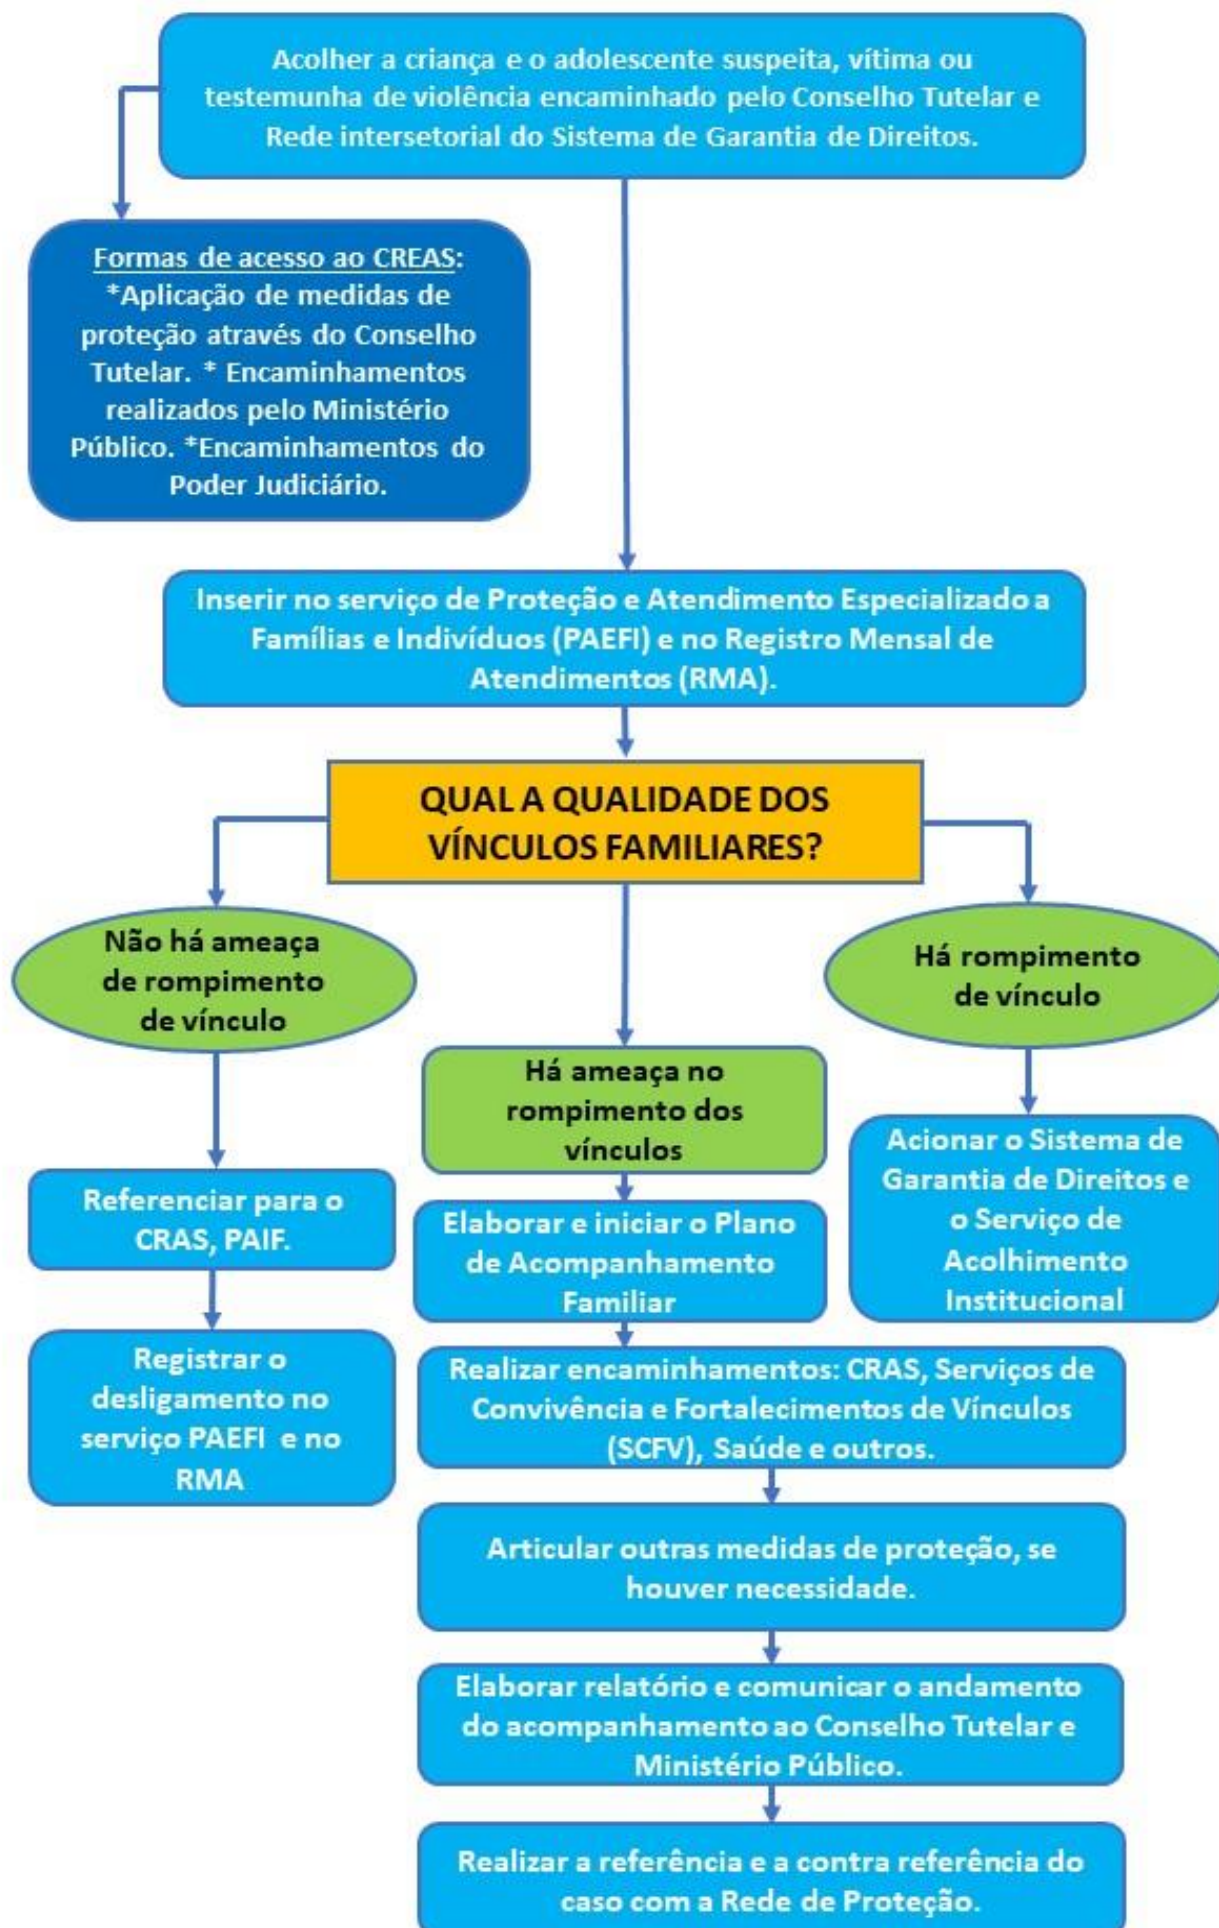 Acolher a criança e o adolescente suspeita, vítima ou
testemunha de violência encaminhado pelo Conselho Tutelar e
Rede intersetorial do Sistema de Garantia de Direitos.
Formas de acesso ao CREAS:
*Aplicação de medidas de
proteção através do Conselho
Tutelar. * Encaminhamentos
realizados pelo Ministério
Público. *Encaminhamentos do
Poder Judiciário.
Inserir no serviço de Proteção e Atendimento Especializado a
Famílias e Indivíduos (PAEFI) e no Registro Mensal de
Atendimentos (RMA).
QUAL A QUALIDADE DOS
VÍNCULOS FAMILIARES?
Não há ameaça
de rompimento
de vínculo
Referenciar para o
CRAS, PAIF.
Registrar o
desligamento no
serviço PAEFI e no
RMA
Há ameaça no
rompimento dos
vínculos
Elaborar e iniciar o Plano
de Acompanhamento
Familiar
Realizar encaminhamentos: CRAS, Serviços de
Convivência e Fortalecimentos de Vínculos
(SCFV), Saúde e outros.
Articular outras medidas de proteção, se
houver necessidade.
Elaborar relatório e comunicar o andamento
do acompanhamento ao Conselho Tutelar e
Ministério Público.
Realizar a referência e a contra referência do
caso com a Rede de Proteção.
Há rompimento
de vínculo
Acionar o Sistema de
Garantia de Direitos e
o Serviço de
Acolhimento
Institucional